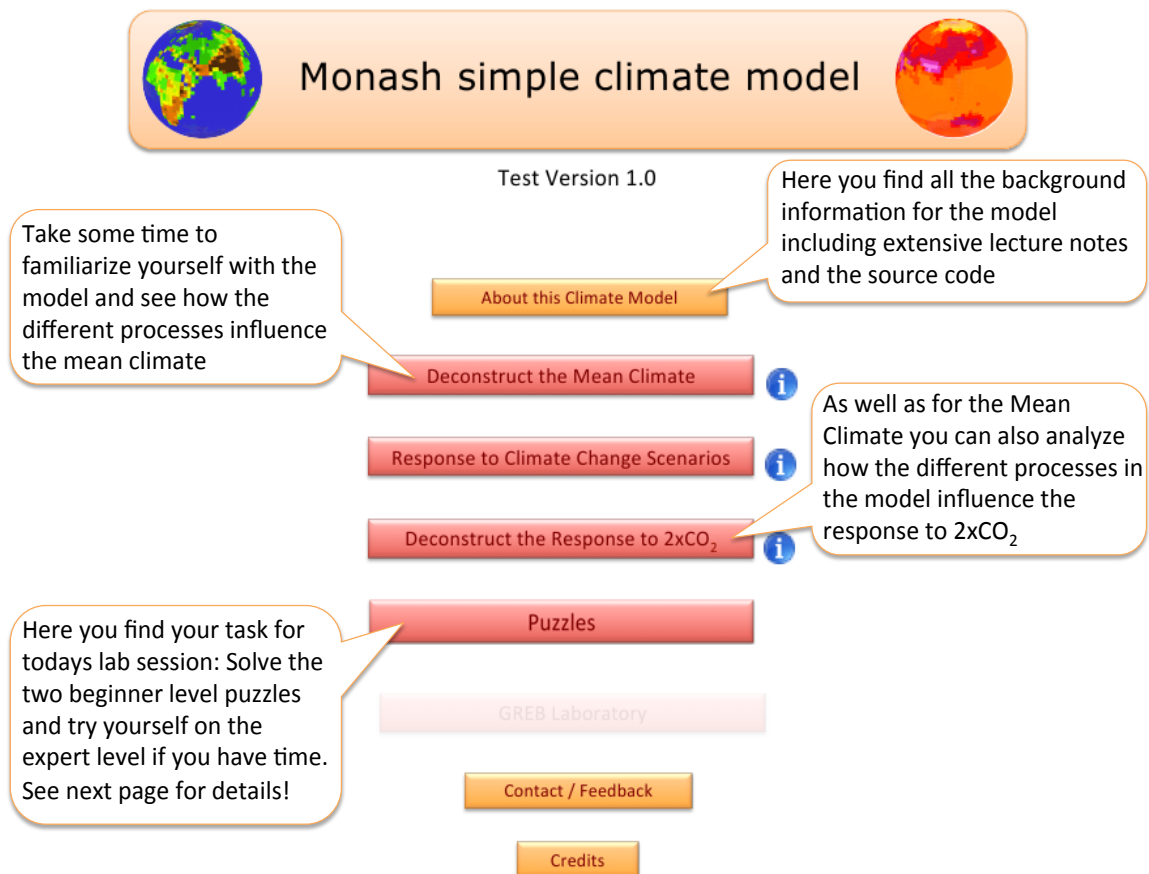 Monash simple climate model
Test Version 1.0
Here you find all the background
information for the model
including extensive lecture notes
and the source code
Take some time to
familiarize yourself with the
model and see how the
different processes influence
the mean climate
About this Climate Model
Deconstruct the Mean Climate
i
As well as for the Mean
Climate you can also analyze
how the different processes in
the model influence the
response to 2xCO₂
Response to Climate Change Scenarios
i
Deconstruct the Response to 2xCO₂
i
Puzzles
Here you find your task for
todays lab session: Solve the
two beginner level puzzles
and try yourself on the
expert level if you have time.
See next page for details!
GREB Laboratory
Contact / Feedback
Credits